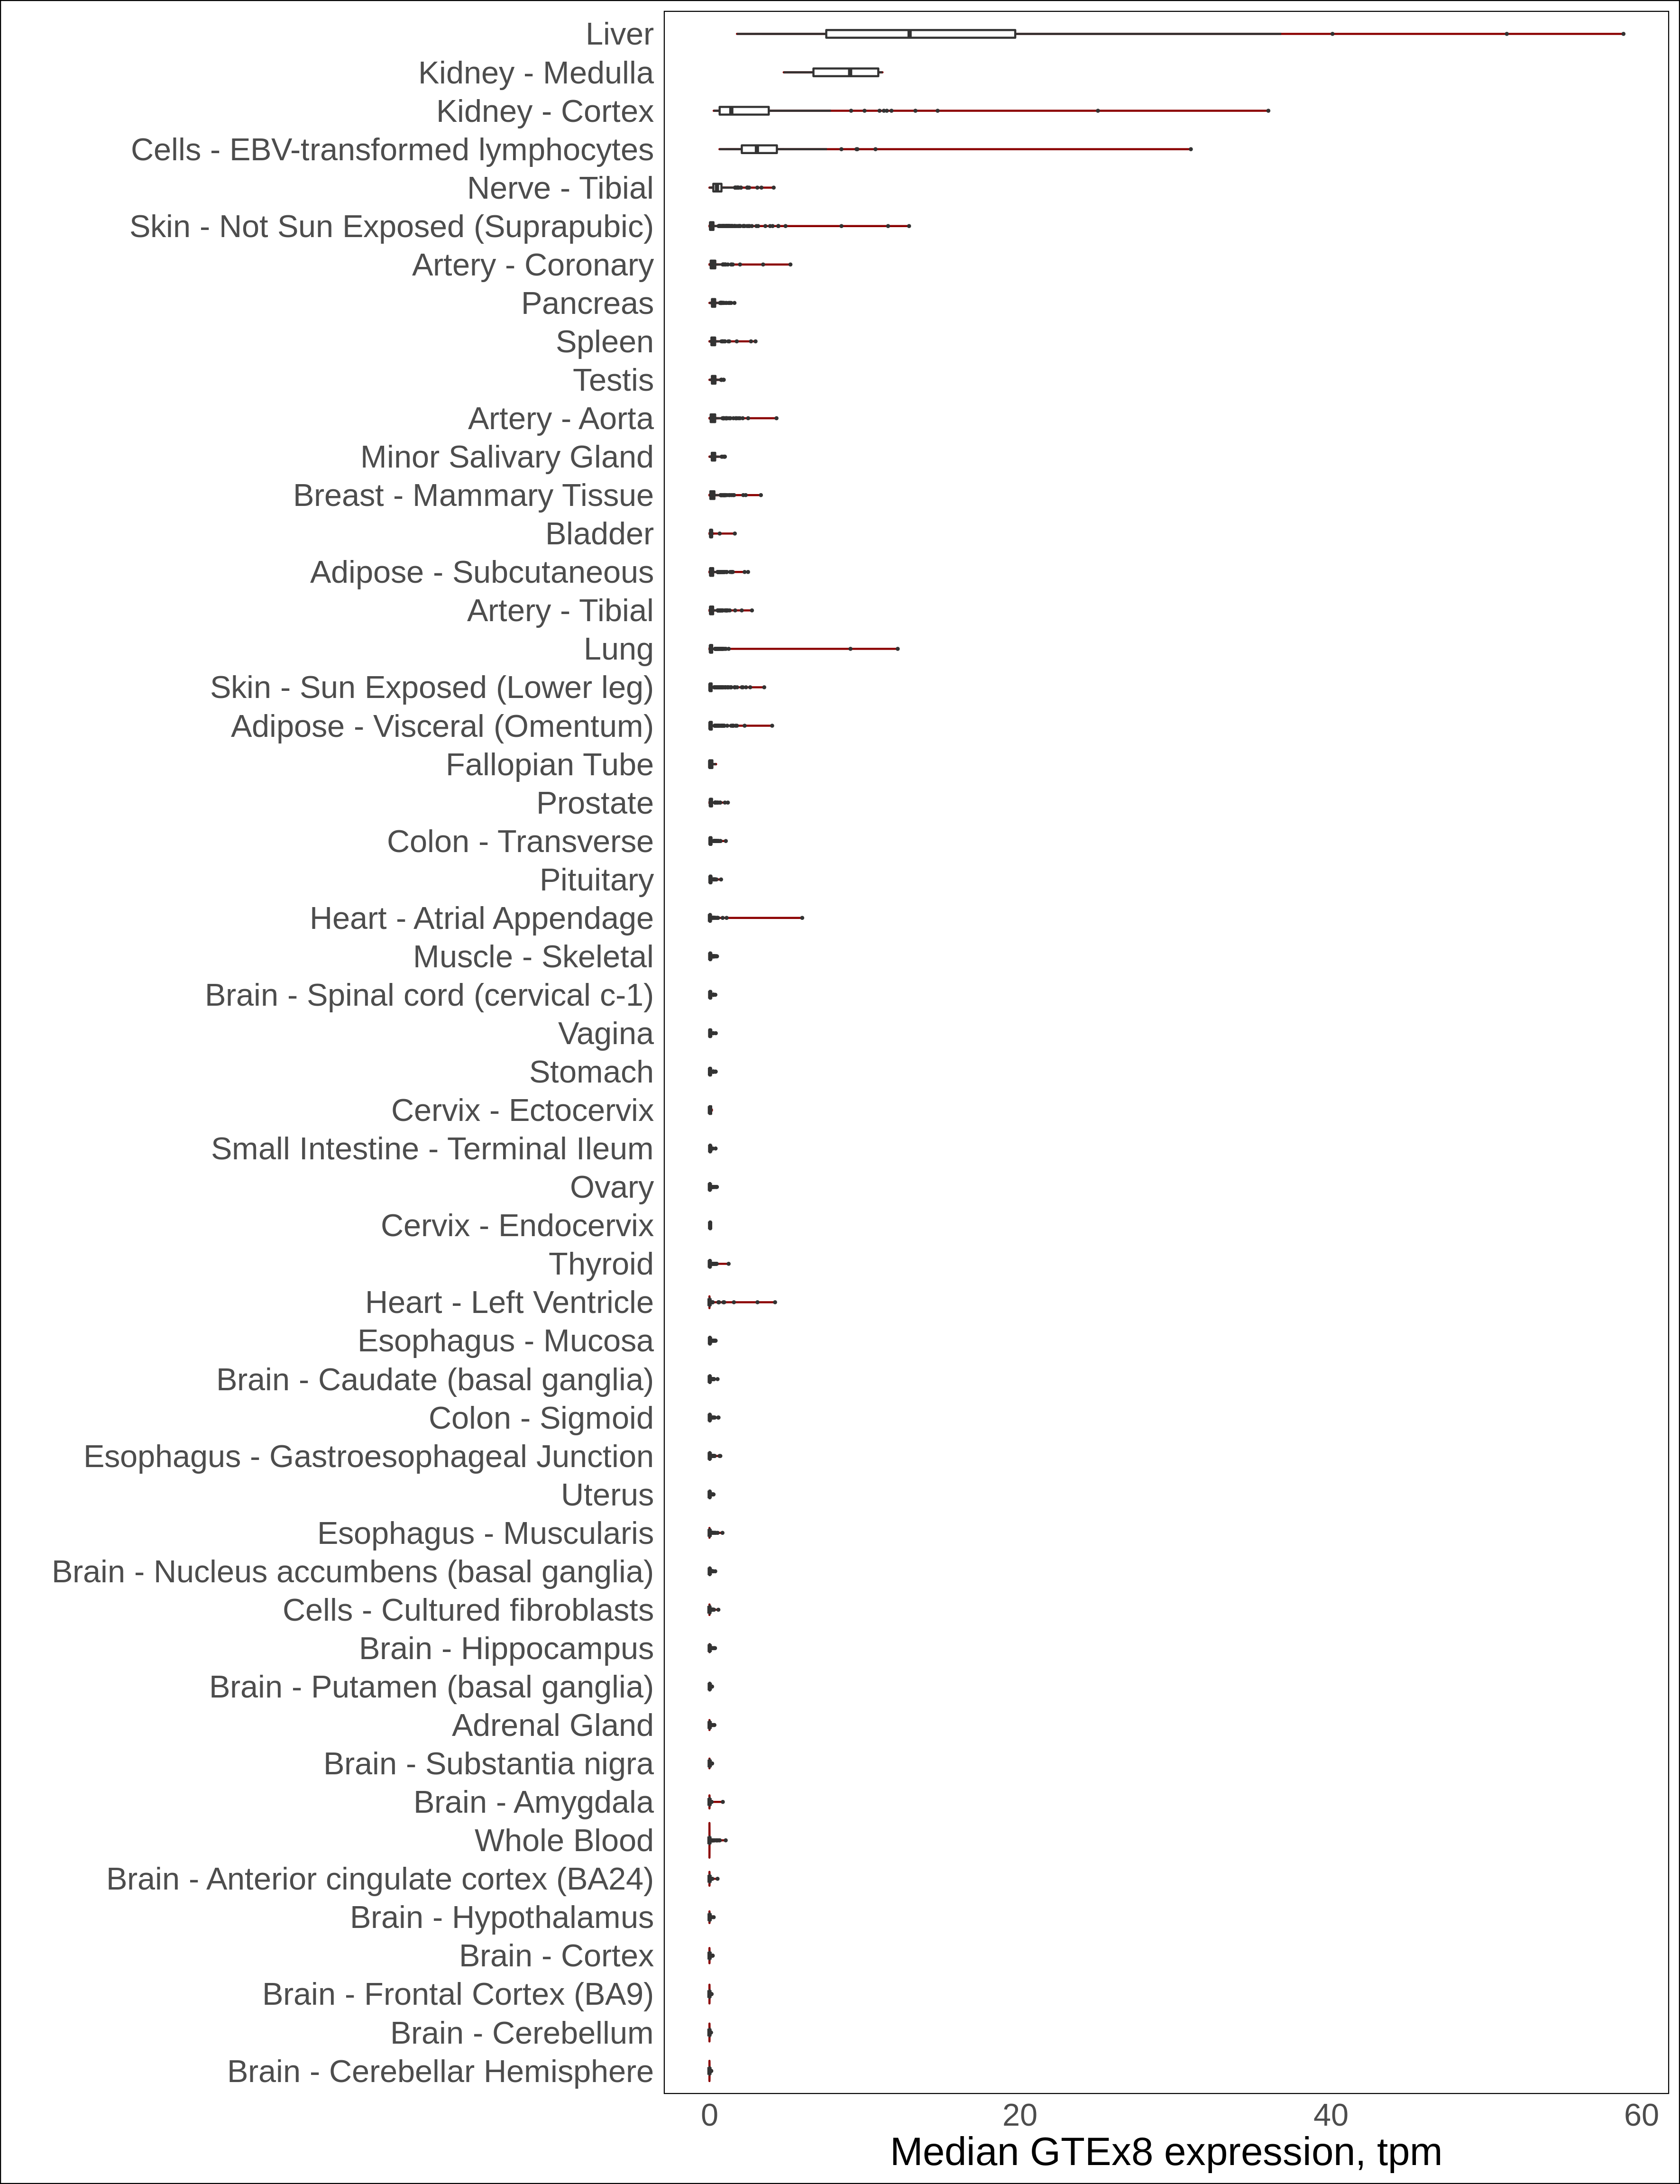 Liver
Kidney - Medulla
Kidney - Cortex
Cells - EBV-transformed lymphocytes
Nerve - Tibial
Skin - Not Sun Exposed (Suprapubic)
Artery - Coronary
Pancreas
Spleen
Testis
Artery - Aorta
Minor Salivary Gland
Breast - Mammary Tissue
Bladder
Adipose - Subcutaneous
Artery - Tibial
Lung
Skin - Sun Exposed (Lower leg)
Adipose - Visceral (Omentum)
Fallopian Tube
Prostate
Colon - Transverse
Pituitary
Heart - Atrial Appendage
Muscle - Skeletal
Brain - Spinal cord (cervical c-1)
Vagina
Stomach
Cervix - Ectocervix
Small Intestine - Terminal Ileum
Ovary
Cervix - Endocervix
Thyroid
Heart - Left Ventricle
Esophagus - Mucosa
Brain - Caudate (basal ganglia)
Colon - Sigmoid
Esophagus - Gastroesophageal Junction
Uterus
Esophagus - Muscularis
Brain - Nucleus accumbens (basal ganglia)
Cells - Cultured fibroblasts
Brain - Hippocampus
Brain - Putamen (basal ganglia)
Adrenal Gland
Brain - Substantia nigra
Brain - Amygdala
Whole Blood
Brain - Anterior cingulate cortex (BA24)
Brain - Hypothalamus
Brain - Cortex
Brain - Frontal Cortex (BA9)
Brain - Cerebellum
Brain - Cerebellar Hemisphere
0 20 40 60
Median GTEx8 expression, tpm